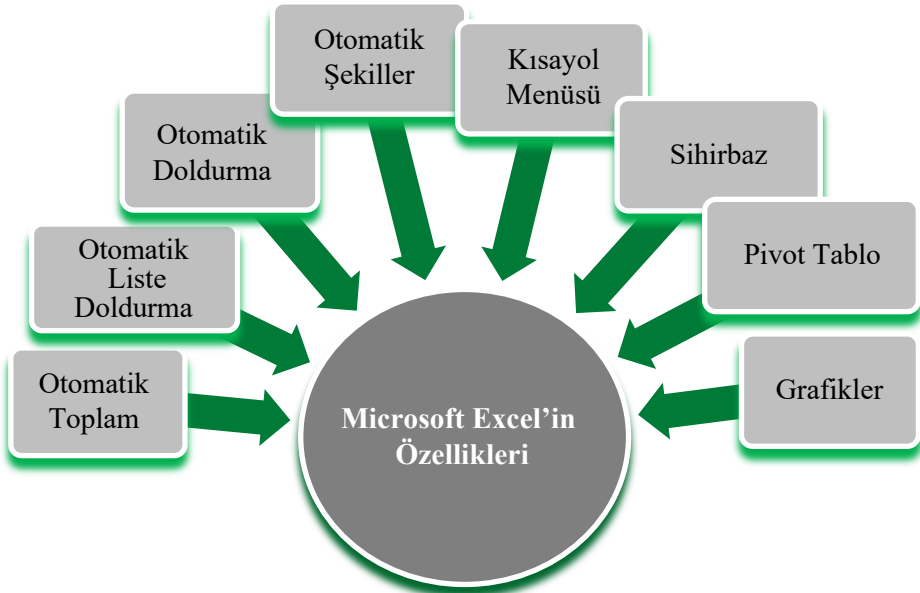 Otomatik
Şekiller
Kısayol
Menüsü
Otomatik
Doldurma
Sihirbaz
Otomatik
Liste
Doldurma
Pivot Tablo
Otomatik
Toplam
Grafikler
Microsoft Excel’in
Özellikleri